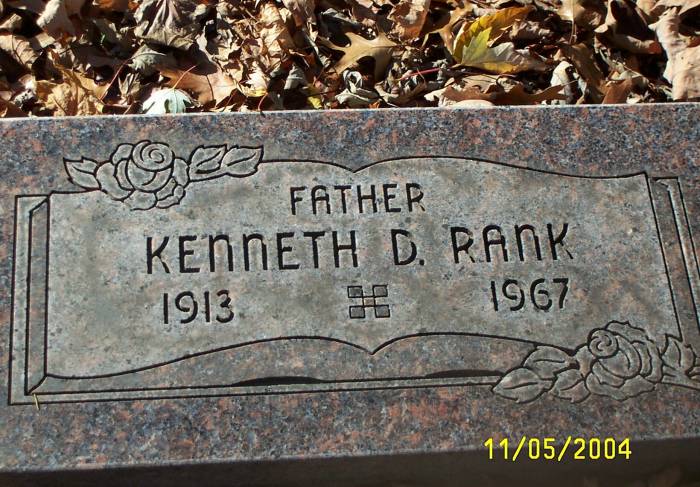 FATHER
KENNETH D. RANK
1913 1967
11/05/2004